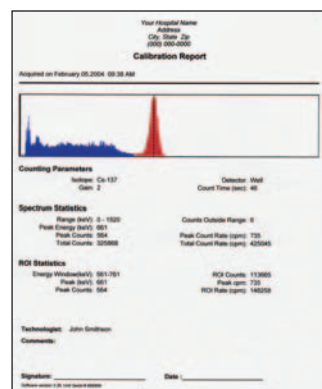 Your Hospital Name
Address
City, State Zip
(000) 000-0000
Calibration Report
Acquired on February 05,2004 09:38 AM
Counting Parameters
Isotope: Cs-137 Detector: Well
Gain: 2 Count Time (sec): 46
Spectrum Statistics
Range (keV): 0 - 1520 Counts Outside Range: 0
Peak Energy (keV): 661
Peak Counts: 564 Peak Count Rate (cpm): 735
Total Counts: 325868 Total Count Rate (cpm): 425045
ROI Statistics
Energy Window(keV): 561-761 ROI Counts: 113665
Peak (keV): 661 Peak cpm: 735
Peak Counts: 564 ROI Rate (cpm): 148259
Technologist: John Smithson
Comments:
Signature: Date :